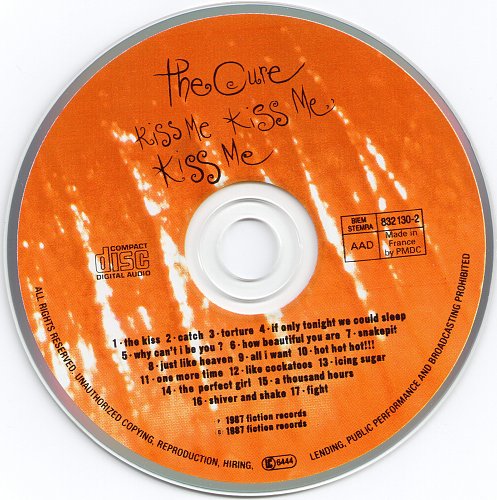 the Cure
Kiss Me Kiss Me,
Kiss Me
COMPACT
disc
DIGITAL AUDIO
BIEM
STEMRA
832 130-2
AAD
Made in
France
by PMDC
1·the kiss 2·catch 3·torture 4·if only tonight we could sleep
5·why can't i be you? 6·how beautiful you are 7·snakepit
8·just like heaven 9·all i want 10·hot hot hot!!!
11·one more time 12·like cockatoos 13·icing sugar
14·the perfect girl 15·a thousand hours
16·shiver and shake 17·fight
℗ 1987 fiction records
© 1987 fiction records
ALL RIGHTS RESERVED. UNAUTHORIZED COPYING, REPRODUCTION, HIRING, LENDING, PUBLIC PERFORMANCE AND BROADCASTING PROHIBITED
6444